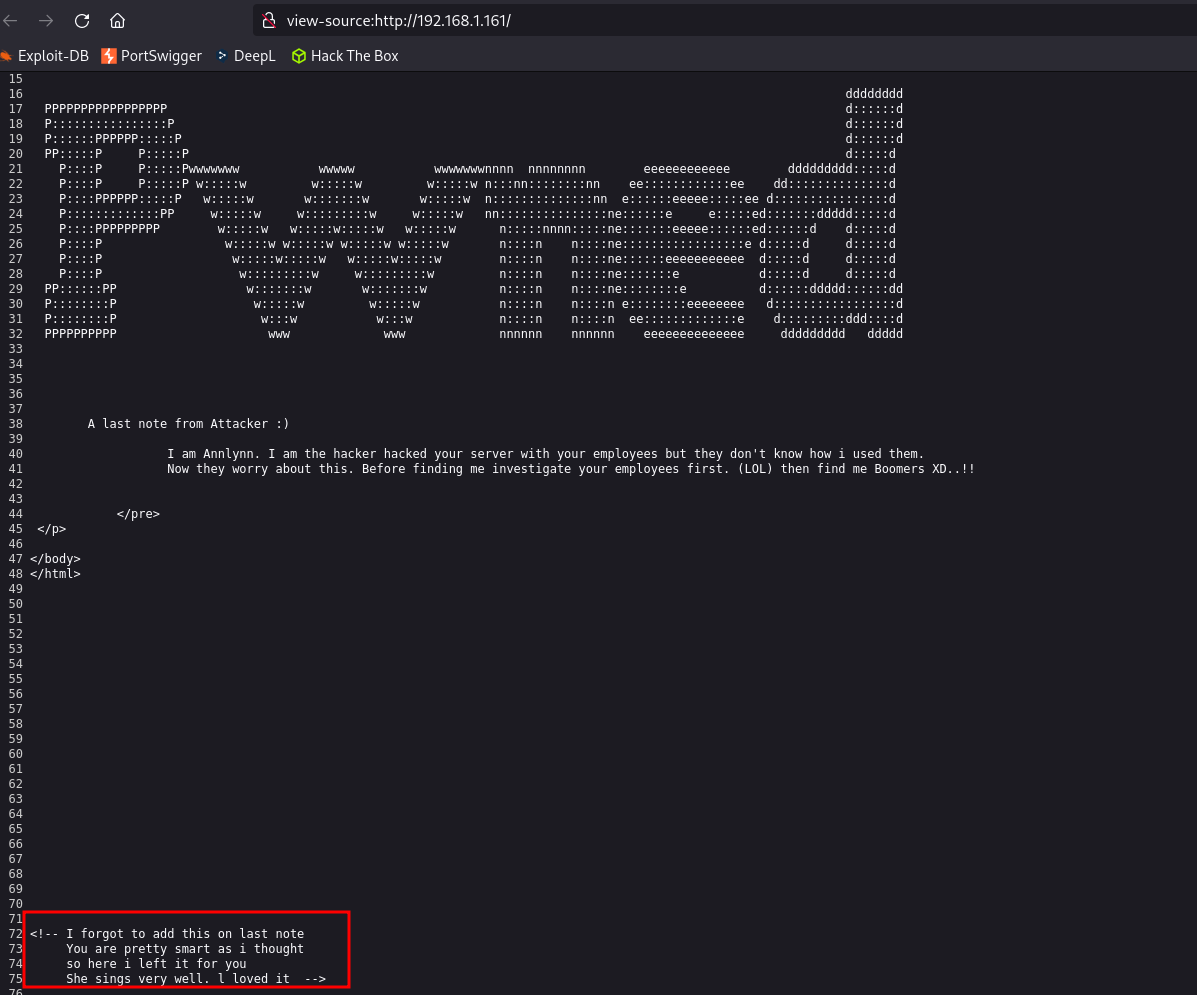 view-source:http://192.168.1.161/
Exploit-DB PortSwigger DeepL Hack The Box
15
16 dddddddd
17 PPPPPPPPPPPPPPPPP d::::::d
18 P::::::::::::::::P d::::::d
19 P::::::PPPPPP:::::P d::::::d
20 PP:::::P     P:::::P d:::::d
21 P::::P     P:::::Pwwwwwww           wwwww           wwwwwwwnnnn  nnnnnnnn        eeeeeeeeeeee        ddddddddd:::::d
22 P::::P     P:::::P w:::::w         w:::::w         w:::::w n:::nn::::::::nn    ee::::::::::::ee    dd::::::::::::::d
23 P::::PPPPPP:::::P   w:::::w       w:::::::w       w:::::w  n::::::::::::::nn  e::::::eeeee:::::ee d::::::::::::::::d
24 P:::::::::::::PP     w:::::w     w:::::::::w     w:::::w   nn:::::::::::::::ne::::::e     e:::::ed:::::::ddddd:::::d
25 P::::PPPPPPPPP        w:::::w   w:::::w:::::w   w:::::w      n:::::nnnn:::::ne:::::::eeeee::::::ed::::::d    d:::::d
26 P::::P                 w:::::w w:::::w w:::::w w:::::w       n::::n    n::::ne:::::::::::::::::e d:::::d     d:::::d
27 P::::P                  w:::::w:::::w   w:::::w:::::w        n::::n    n::::ne::::::eeeeeeeeeee  d:::::d     d:::::d
28 P::::P                   w:::::::::w     w:::::::::w         n::::n    n::::ne:::::::e           d:::::d     d:::::d
29 PP::::::PP                  w:::::::w       w:::::::w          n::::n    n::::ne::::::::e          d::::::ddddd::::::dd
30 P::::::::P                   w:::::w         w:::::w           n::::n    n::::n e::::::::eeeeeeee   d:::::::::::::::::d
31 P::::::::P                    w:::w           w:::w            n::::n    n::::n  ee:::::::::::::e    d:::::::::ddd::::d
32 PPPPPPPPPP                     www             www             nnnnnn    nnnnnn    eeeeeeeeeeeeee     ddddddddd   ddddd
33
34
35
36
37
38 A last note from Attacker :)
39
40 I am Annlynn. I am the hacker hacked your server with your employees but they don't know how i used them.
41 Now they worry about this. Before finding me investigate your employees first. (LOL) then find me Boomers XD..!!
42
43
44 </pre>
45 </p>
46
47 </body>
48 </html>
49
50
51
52
53
54
55
56
57
58
59
60
61
62
63
64
65
66
67
68
69
70
71
72 <!-- I forgot to add this on last note
73 You are pretty smart as i thought
74 so here i left it for you
75 She sings very well. l loved it  -->
76